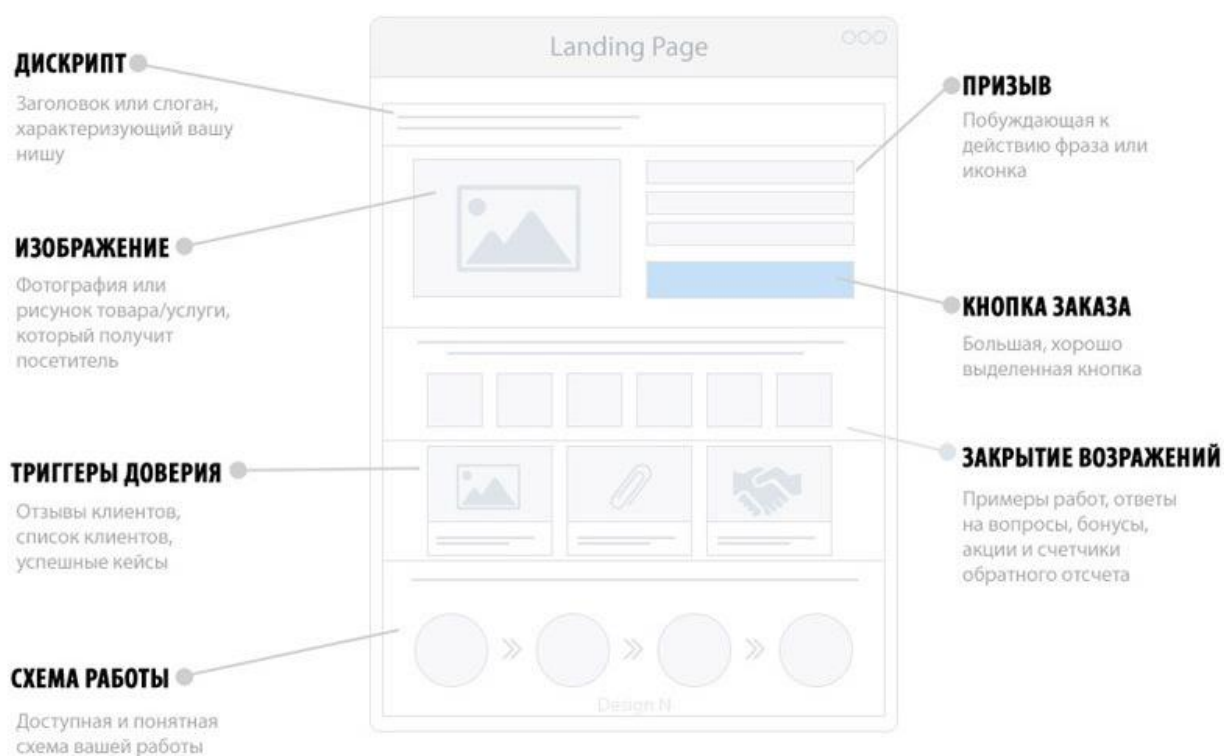 Landing Page
ДИСКРИПТ
Заголовок или слоган,
характеризующий вашу
нишу
ПРИЗЫВ
Побуждающая к
действию фраза или
иконка
ИЗОБРАЖЕНИЕ
Фотография или
рисунок товара/услуги,
который получит
посетитель
КНОПКА ЗАКАЗА
Большая, хорошо
выделенная кнопка
ТРИГГЕРЫ ДОВЕРИЯ
Отзывы клиентов,
список клиентов,
успешные кейсы
ЗАКРЫТИЕ ВОЗРАЖЕНИЙ
Примеры работ, ответы
на вопросы, бонусы,
акции и счетчики
обратного отсчета
СХЕМА РАБОТЫ
Доступная и понятная
схема вашей работы
Design N